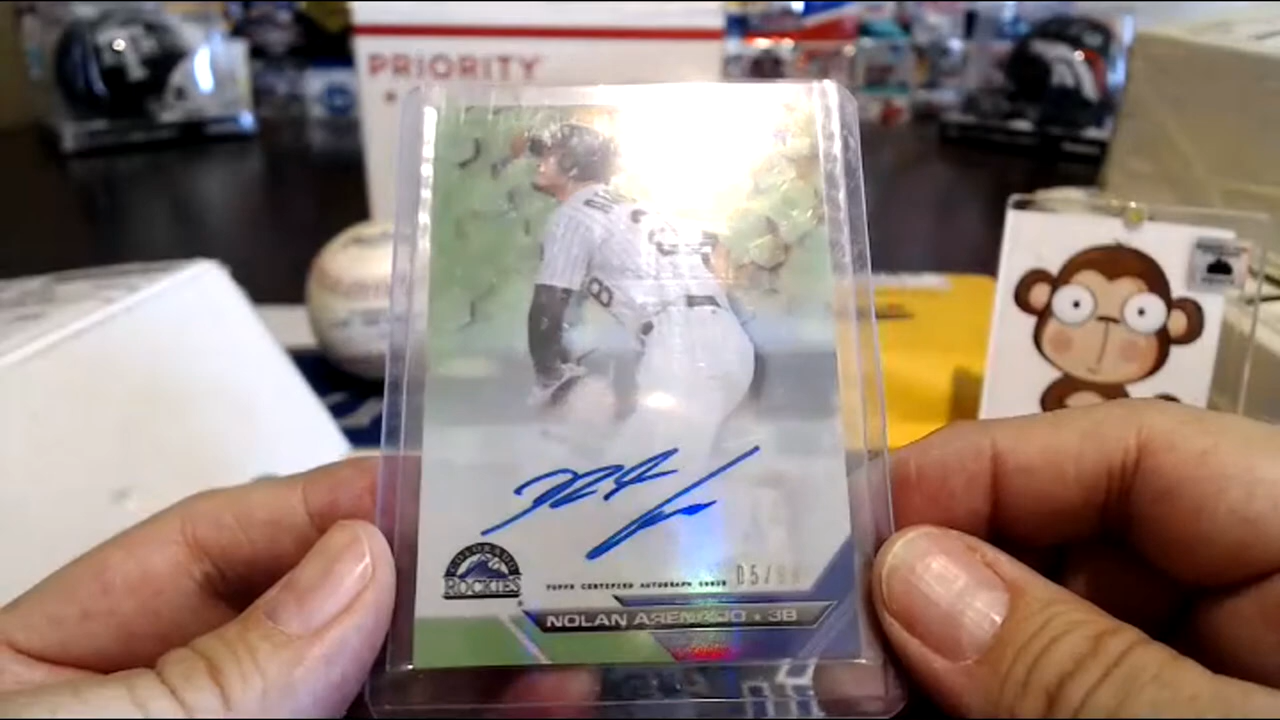 PRIORITY
COLORADO
ROCKIES
TOPPS CERTIFIED AUTOGRAPH ISSUE
NOLAN ARENADO 3B